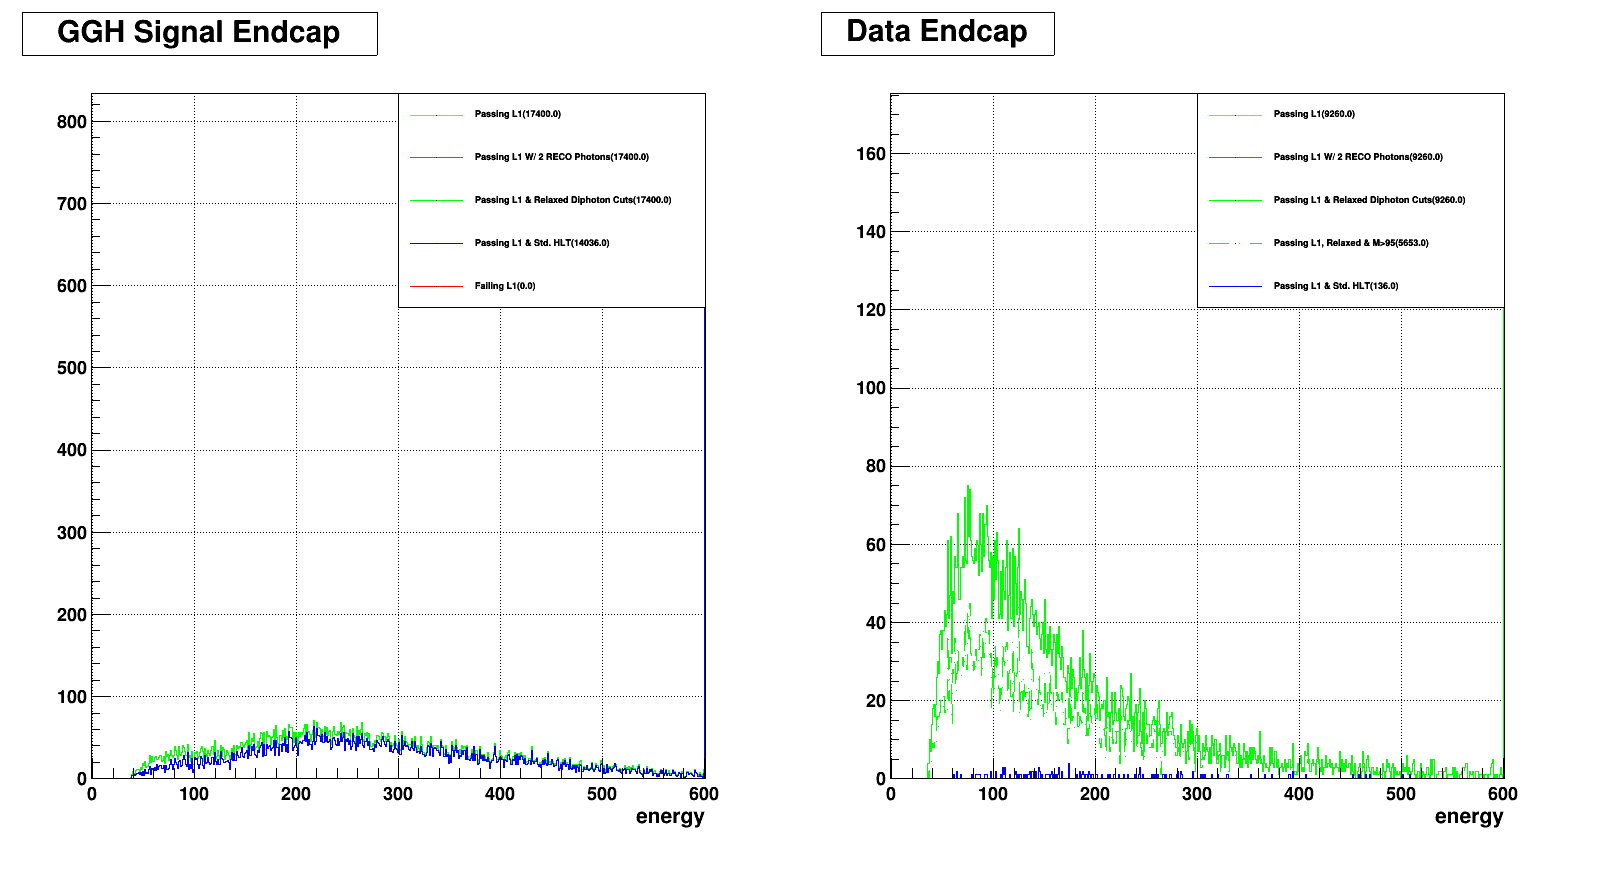 GGH Signal Endcap
800
700
600
500
400
300
200
100
0
0 100 200 300 400 500 600
energy
Passing L1(17400.0)
Passing L1 W/ 2 RECO Photons(17400.0)
Passing L1 & Relaxed Diphoton Cuts(17400.0)
Passing L1 & Std. HLT(14036.0)
Failing L1(0.0)
Data Endcap
160
140
120
100
80
60
40
20
0
0 100 200 300 400 500 600
energy
Passing L1(9260.0)
Passing L1 W/ 2 RECO Photons(9260.0)
Passing L1 & Relaxed Diphoton Cuts(9260.0)
Passing L1, Relaxed & M>95(5653.0)
Passing L1 & Std. HLT(136.0)